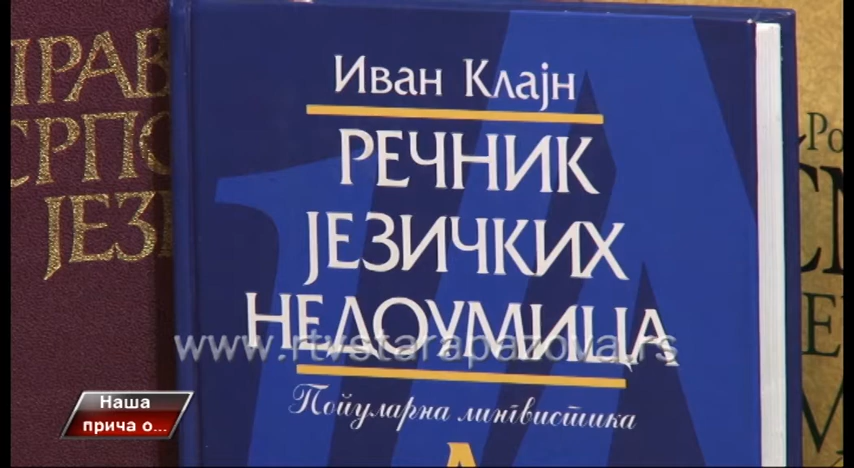 Иван Клајн
РЕЧНИК
ЈЕЗИЧКИХ
НЕДОУМИЦА
www.rtvstarapazova.rs
Популарна лингвистика
Наша
прича о...